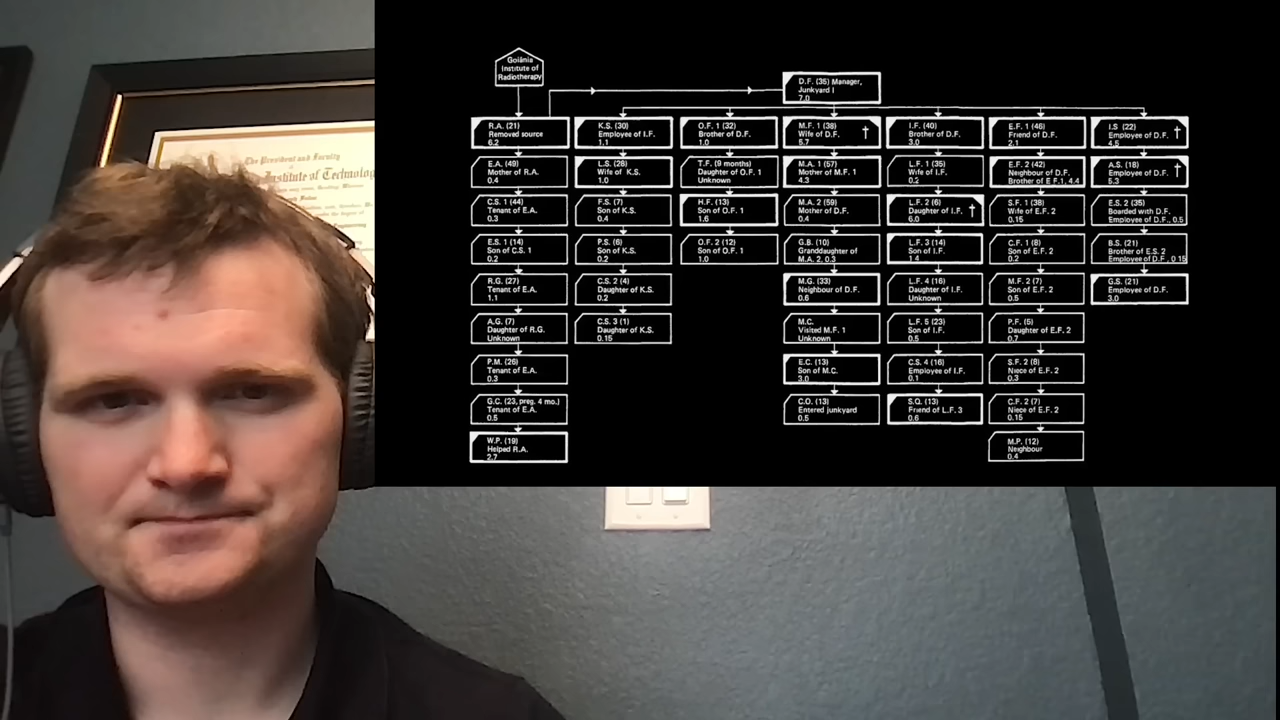 Goiânia
Institute of
Radiotherapy
D.F. (35) Manager,
Junkyard I
7.0
R.A. (21)
Removed source
6.2
E.A. (49)
Mother of R.A.
0.4
C.S. 1 (44)
Tenant of E.A.
0.3
E.S. 1 (14)
Son of C.S. 1
0.2
R.G. (27)
Tenant of E.A.
1.1
A.G. (7)
Daughter of R.G.
Unknown
P.M. (26)
Tenant of E.A.
0.3
G.C. (23, preg. 4 mo.)
Tenant of E.A.
0.5
W.P. (19)
Helped R.A.
2.7
K.S. (30)
Employee of I.F.
1.1
L.S. (28)
Wife of K.S.
1.0
F.S. (7)
Son of K.S.
0.4
P.S. (6)
Son of K.S.
0.2
C.S. 2 (4)
Daughter of K.S.
0.2
C.S. 3 (1)
Daughter of K.S.
0.15
O.F. 1 (32)
Brother of D.F.
1.0
T.F. (9 months)
Daughter of O.F. 1
Unknown
H.F. (13)
Son of O.F. 1
1.6
O.F. 2 (12)
Son of O.F. 1
1.0
M.F. 1 (38)
Wife of D.F. †
5.7
M.A. 1 (57)
Mother of M.F. 1
4.3
M.A. 2 (59)
Mother of D.F.
0.4
G.B. (10)
Granddaughter of
M.A. 2, 0.3
M.G. (33)
Neighbour of D.F.
0.6
M.C.
Visited M.F. 1
Unknown
E.C. (13)
Son of M.C.
3.0
C.O. (13)
Entered junkyard
0.5
I.F. (40)
Brother of D.F.
3.0
L.F. 1 (35)
Wife of I.F.
0.2
L.F. 2 (6)
Daughter of I.F. †
6.0
L.F. 3 (14)
Son of I.F.
1.4
L.F. 4 (16)
Daughter of I.F.
Unknown
L.F. 5 (23)
Son of I.F.
0.5
C.S. 4 (16)
Employee of I.F.
0.1
S.Q. (13)
Friend of L.F. 3
0.6
E.F. 1 (46)
Friend of D.F.
2.1
E.F. 2 (42)
Neighbour of D.F.
Brother of E F.1, 4.4
S.F. 1 (38)
Wife of E.F. 2
0.15
C.F. 1 (8)
Son of E.F. 2
0.2
M.F. 2 (7)
Son of E.F. 2
0.5
P.F. (5)
Daughter of E.F. 2
0.7
S.F. 2 (8)
Niece of E.F. 2
0.3
C.F. 2 (7)
Niece of E.F. 2
0.15
M.P. (12)
Neighbour
0.4
I.S (22)
Employee of D.F. †
4.5
A.S. (18)
Employee of D.F. †
5.3
E.S. 2 (35)
Boarded with D.F.
Employee of D.F., 0.5
B.S. (21)
Brother of E.S. 2
Employee of D.F., 0 15
G.S. (21)
Employee of D.F.
3.0
The President and Faculty
Institute of Technolog